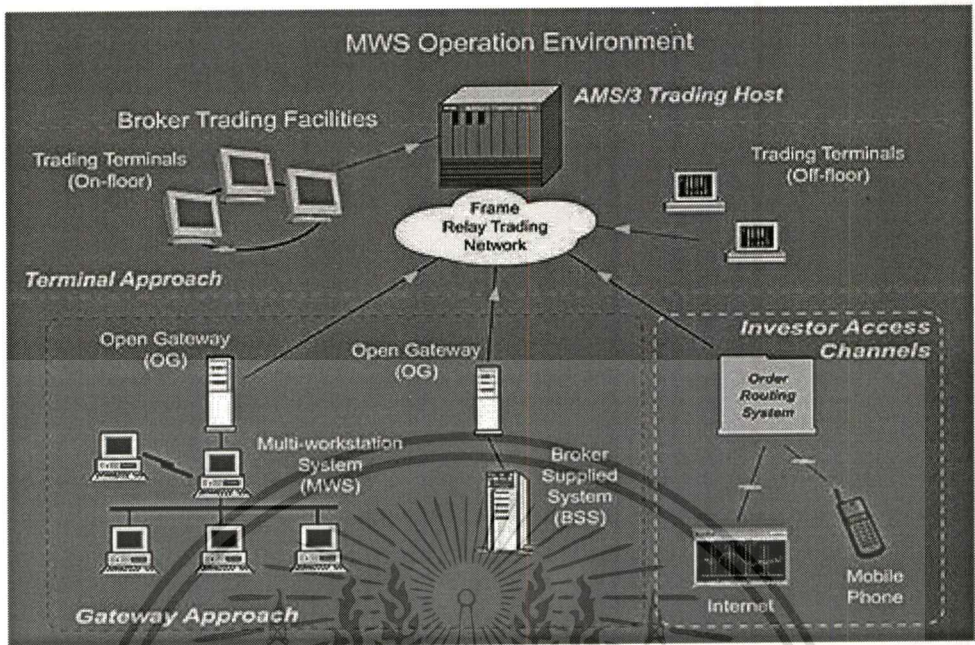 MWS Operation Environment
AMS/3 Trading Host
Broker Trading Facilities
Trading Terminals
(On-floor)
Trading Terminals
(Off-floor)
Frame
Relay Trading
Network
Terminal Approach
Open Gateway
(OG)
Open Gateway
(OG)
Investor Access
Channels
Order
Routing
System
Multi-workstation
System
(MWS)
Broker
Supplied
System
(BSS)
Internet
Mobile
Phone
Gateway Approach